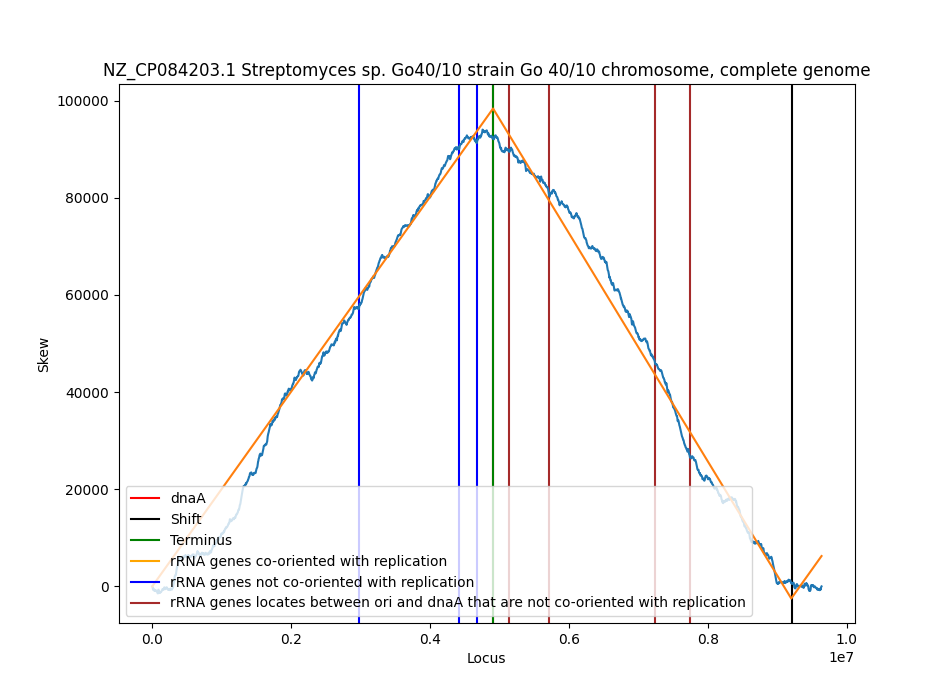 NZ_CP084203.1 Streptomyces sp. Go40/10 strain Go 40/10 chromosome, complete genome
100000
80000
60000
40000
20000
0
Skew
dnaA
Shift
Terminus
rRNA genes co-oriented with replication
rRNA genes not co-oriented with replication
rRNA genes locates between ori and dnaA that are not co-oriented with replication
0.0 0.2 0.4 0.6 0.8 1.0
1e7
Locus